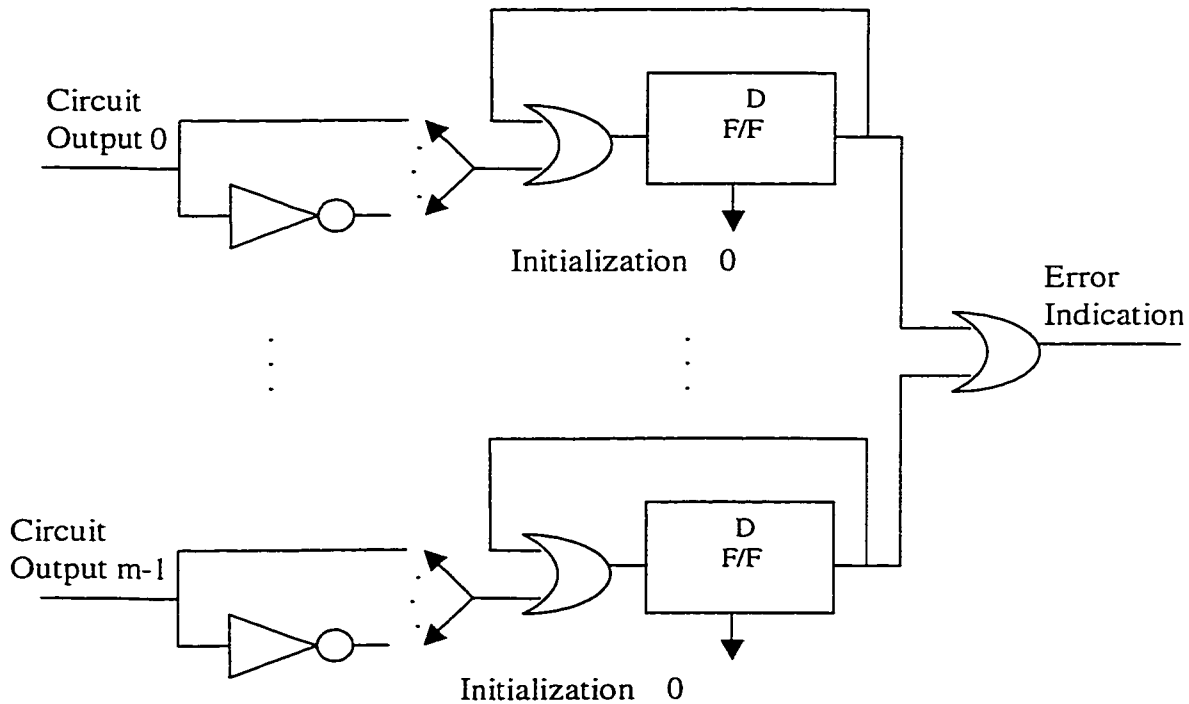 Circuit
Output 0
D
F/F
Initialization 0
Error
Indication
Circuit
Output m-1
D
F/F
Initialization 0